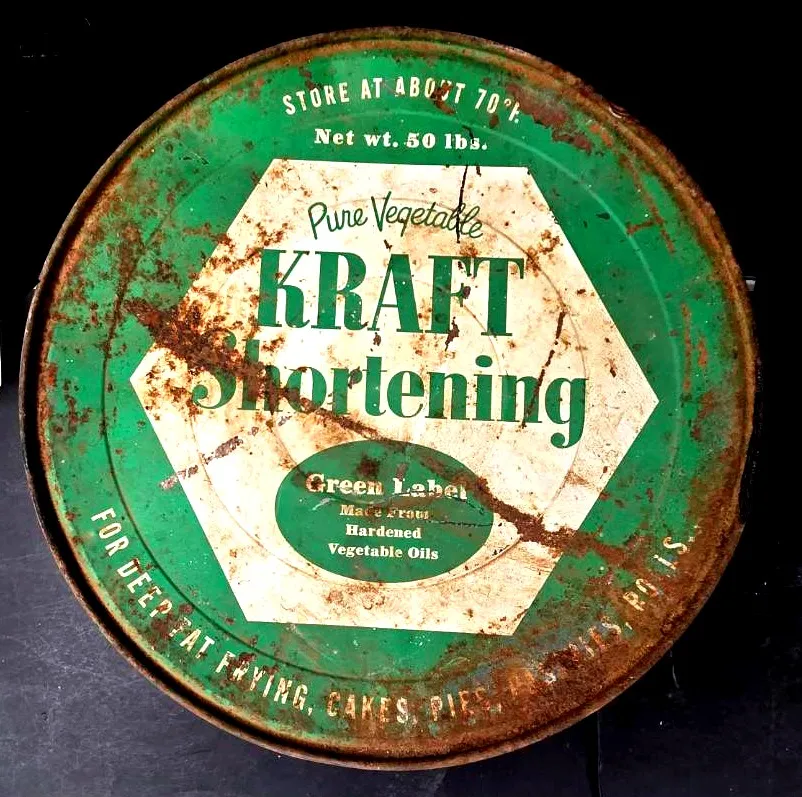 STORE AT ABOUT 70°F.
Net wt. 50 lbs.
Pure Vegetable
KRAFT
Shortening
Green Label
Made From
Hardened
Vegetable Oils
FOR DEEP FAT FRYING, CAKES, PIES,